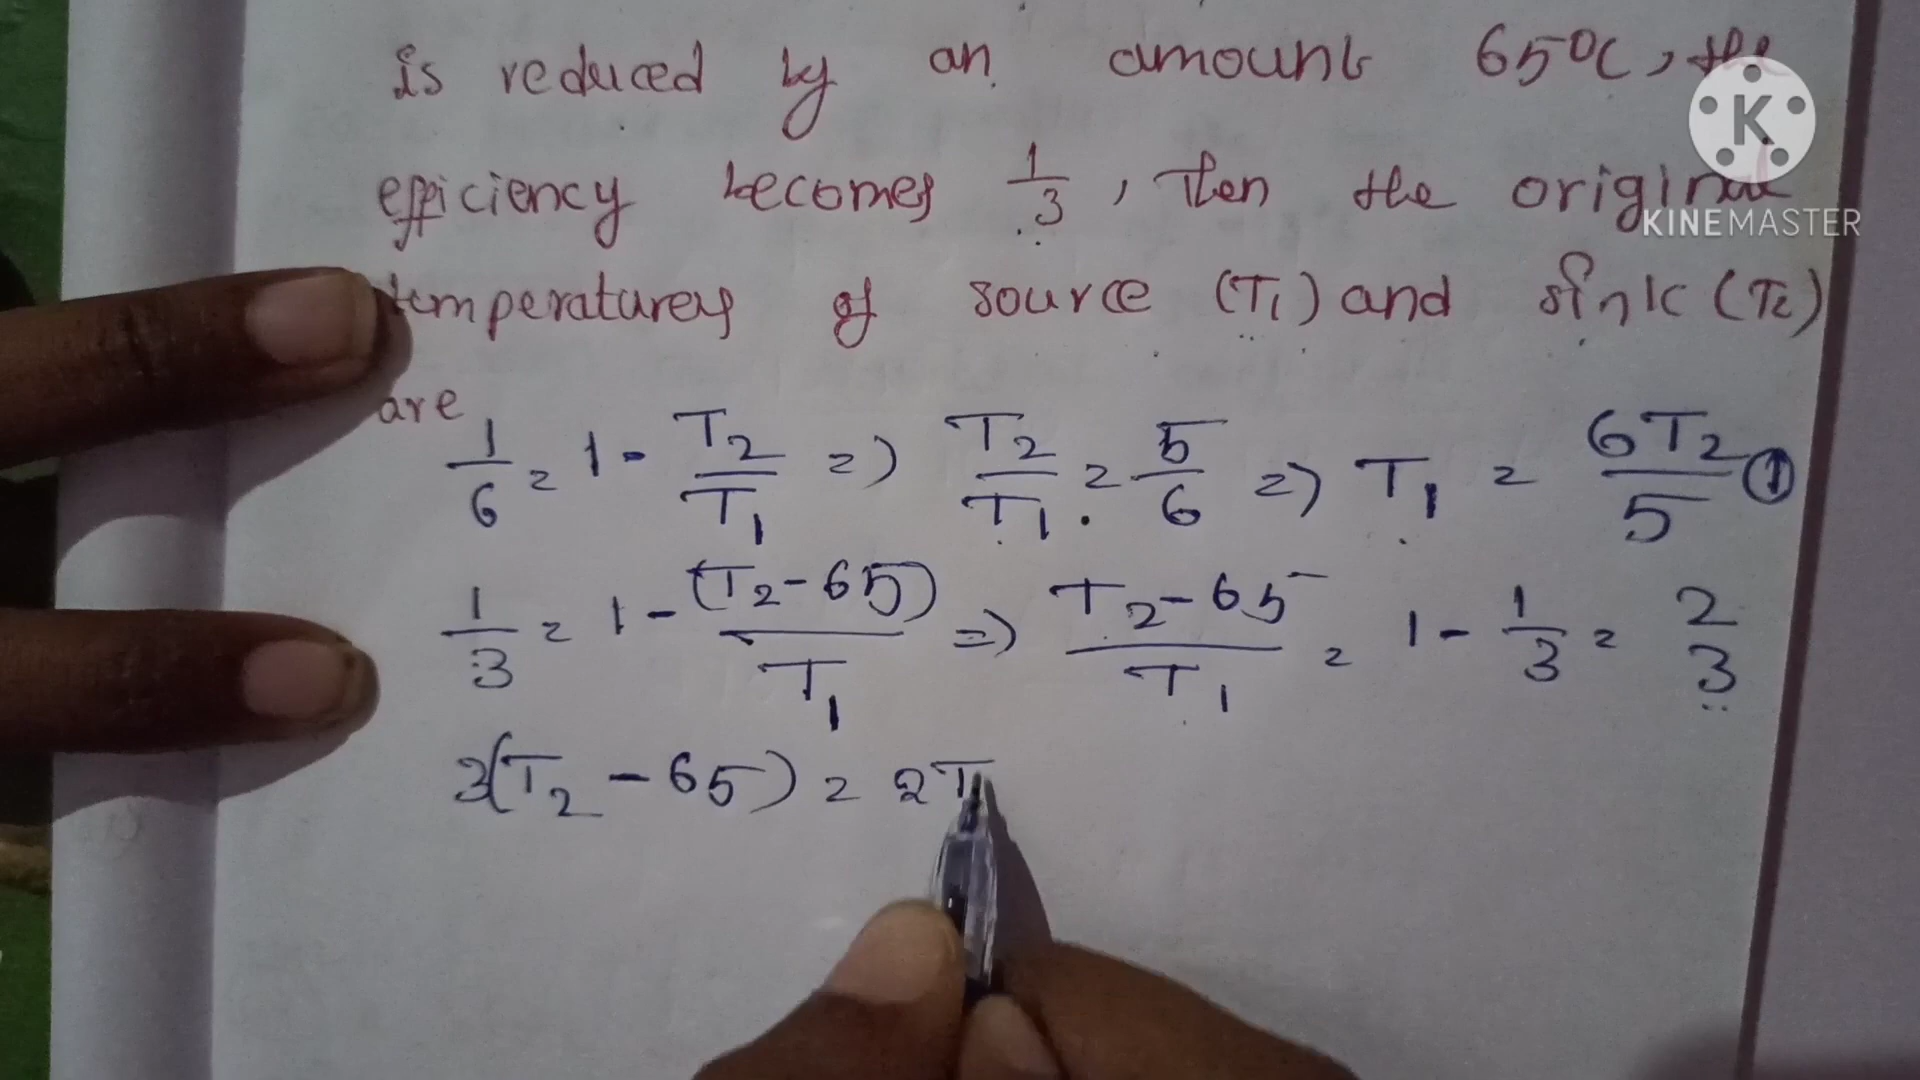 is reduced by an amount 65°C, the
efficiency becomes 1/3, Then the original
temperatures of source (T1) and sink (T2)
are
1/6 = 1 - T2/T1 => T2/T1 = 5/6 => T1 = 6T2/5 ①
1/3 = 1 - (T2-65)/T1 => T2-65/T1 = 1 - 1/3 = 2/3
3(T2 - 65) = 2T
K
KINEMASTER